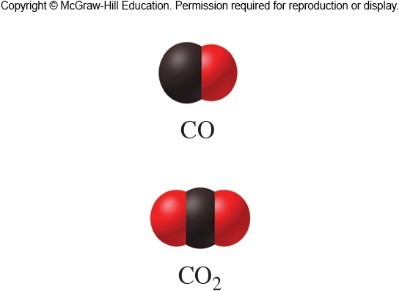 Copyright © McGraw-Hill Education. Permission required for reproduction or display.
CO
CO₂